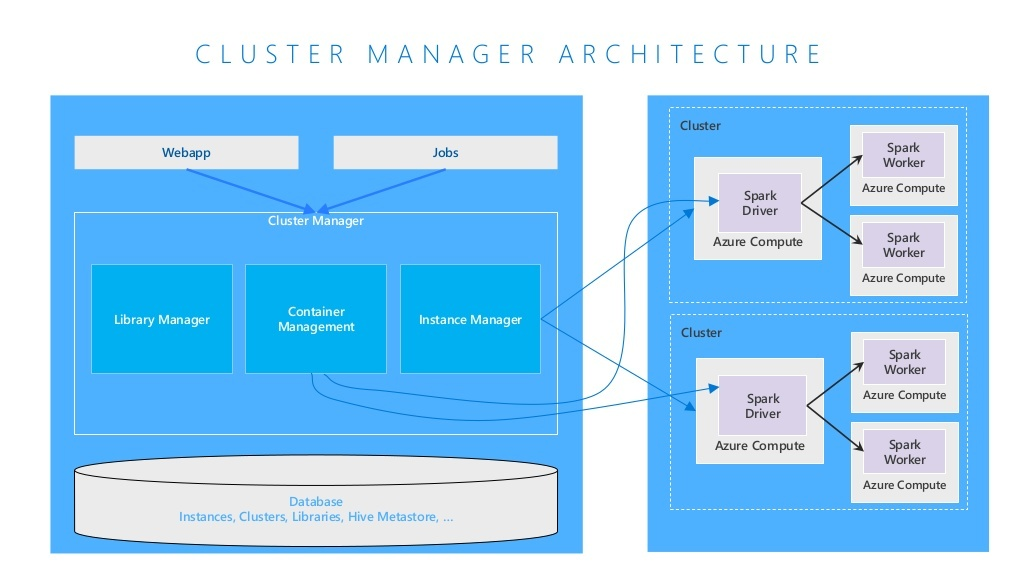 CLUSTER MANAGER ARCHITECTURE
Webapp
Jobs
Cluster Manager
Library Manager
Container
Management
Instance Manager
Database
Instances, Clusters, Libraries, Hive Metastore, ...
Cluster
Spark
Driver
Azure Compute
Spark
Worker
Azure Compute
Spark
Worker
Azure Compute
Cluster
Spark
Driver
Azure Compute
Spark
Worker
Azure Compute
Spark
Worker
Azure Compute